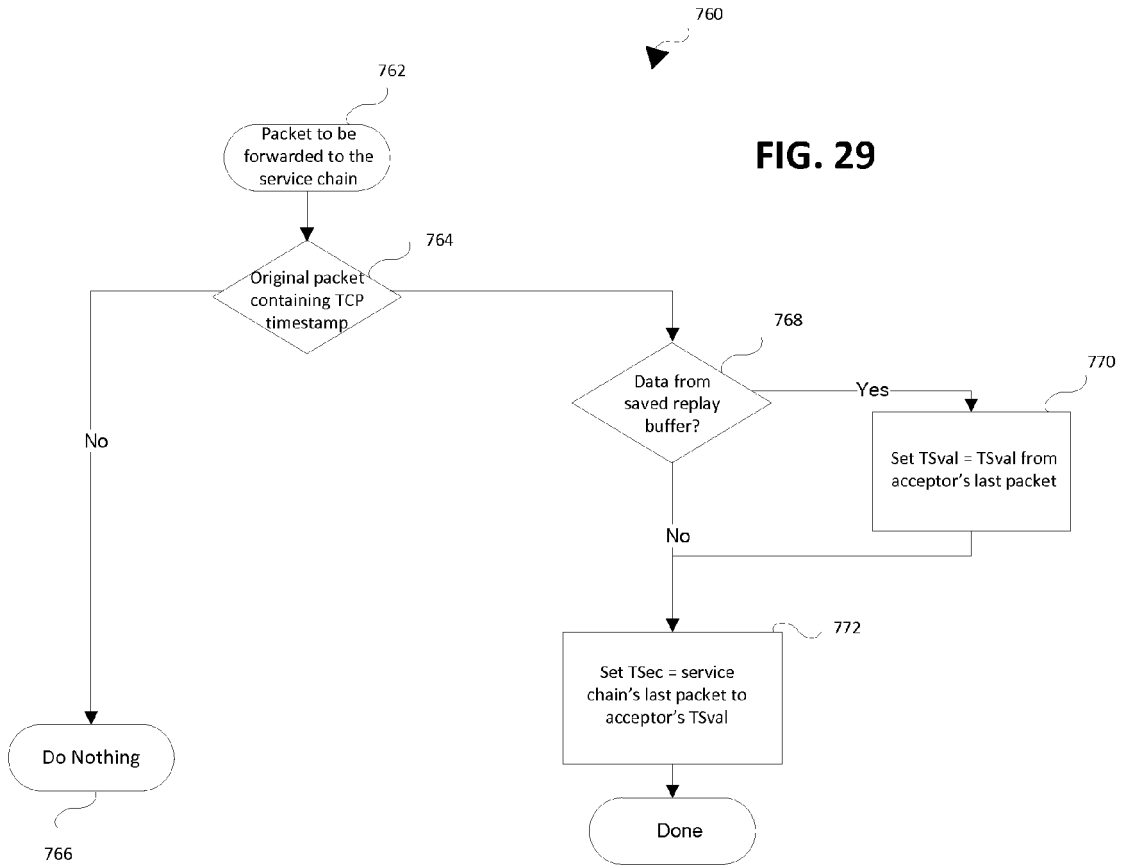 760
762
Packet to be
forwarded to the
service chain
FIG. 29
764
Original packet
containing TCP
timestamp
768
Data from
saved replay
buffer?
Yes
770
Set TSval = TSval from
acceptor's last packet
No
No
772
Set TSec = service
chain's last packet to
acceptor's TSval
Do Nothing
766
Done